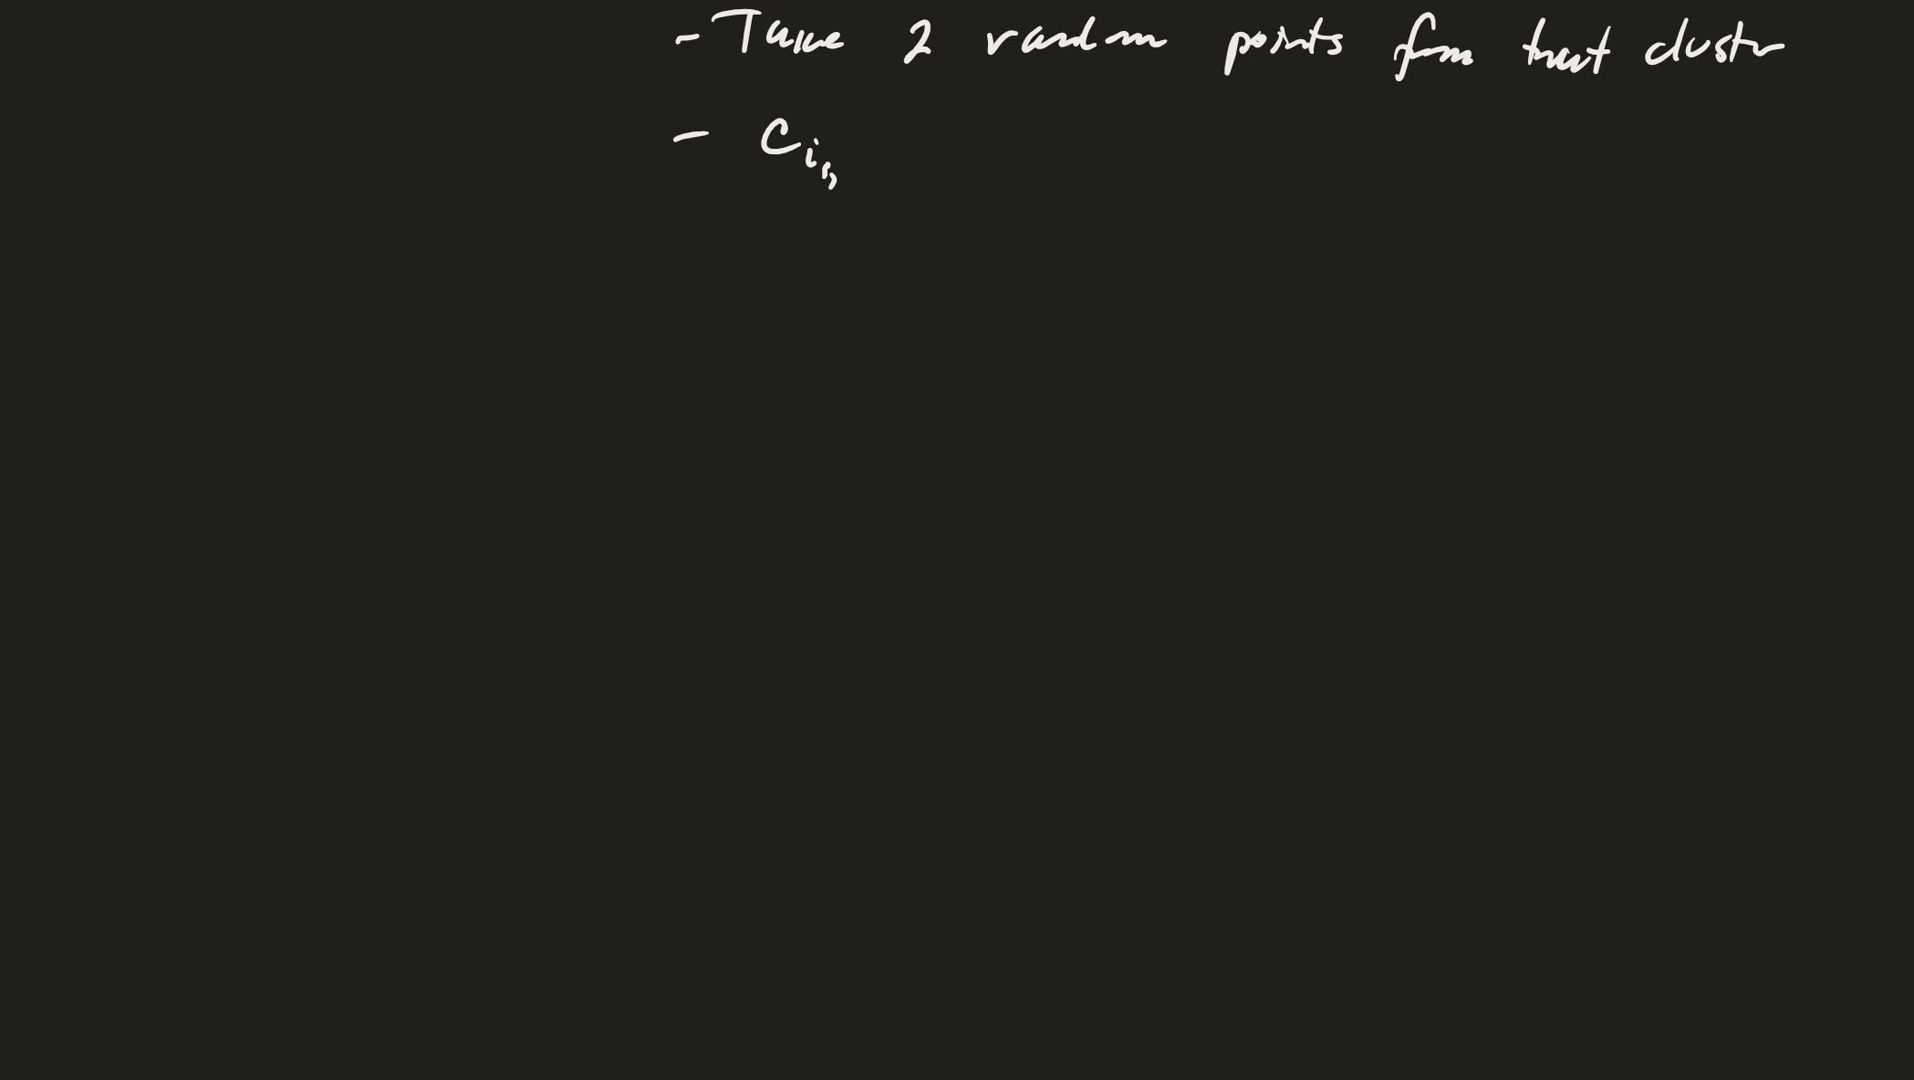 - Take 2 random points from that cluster
- C_{i_1},